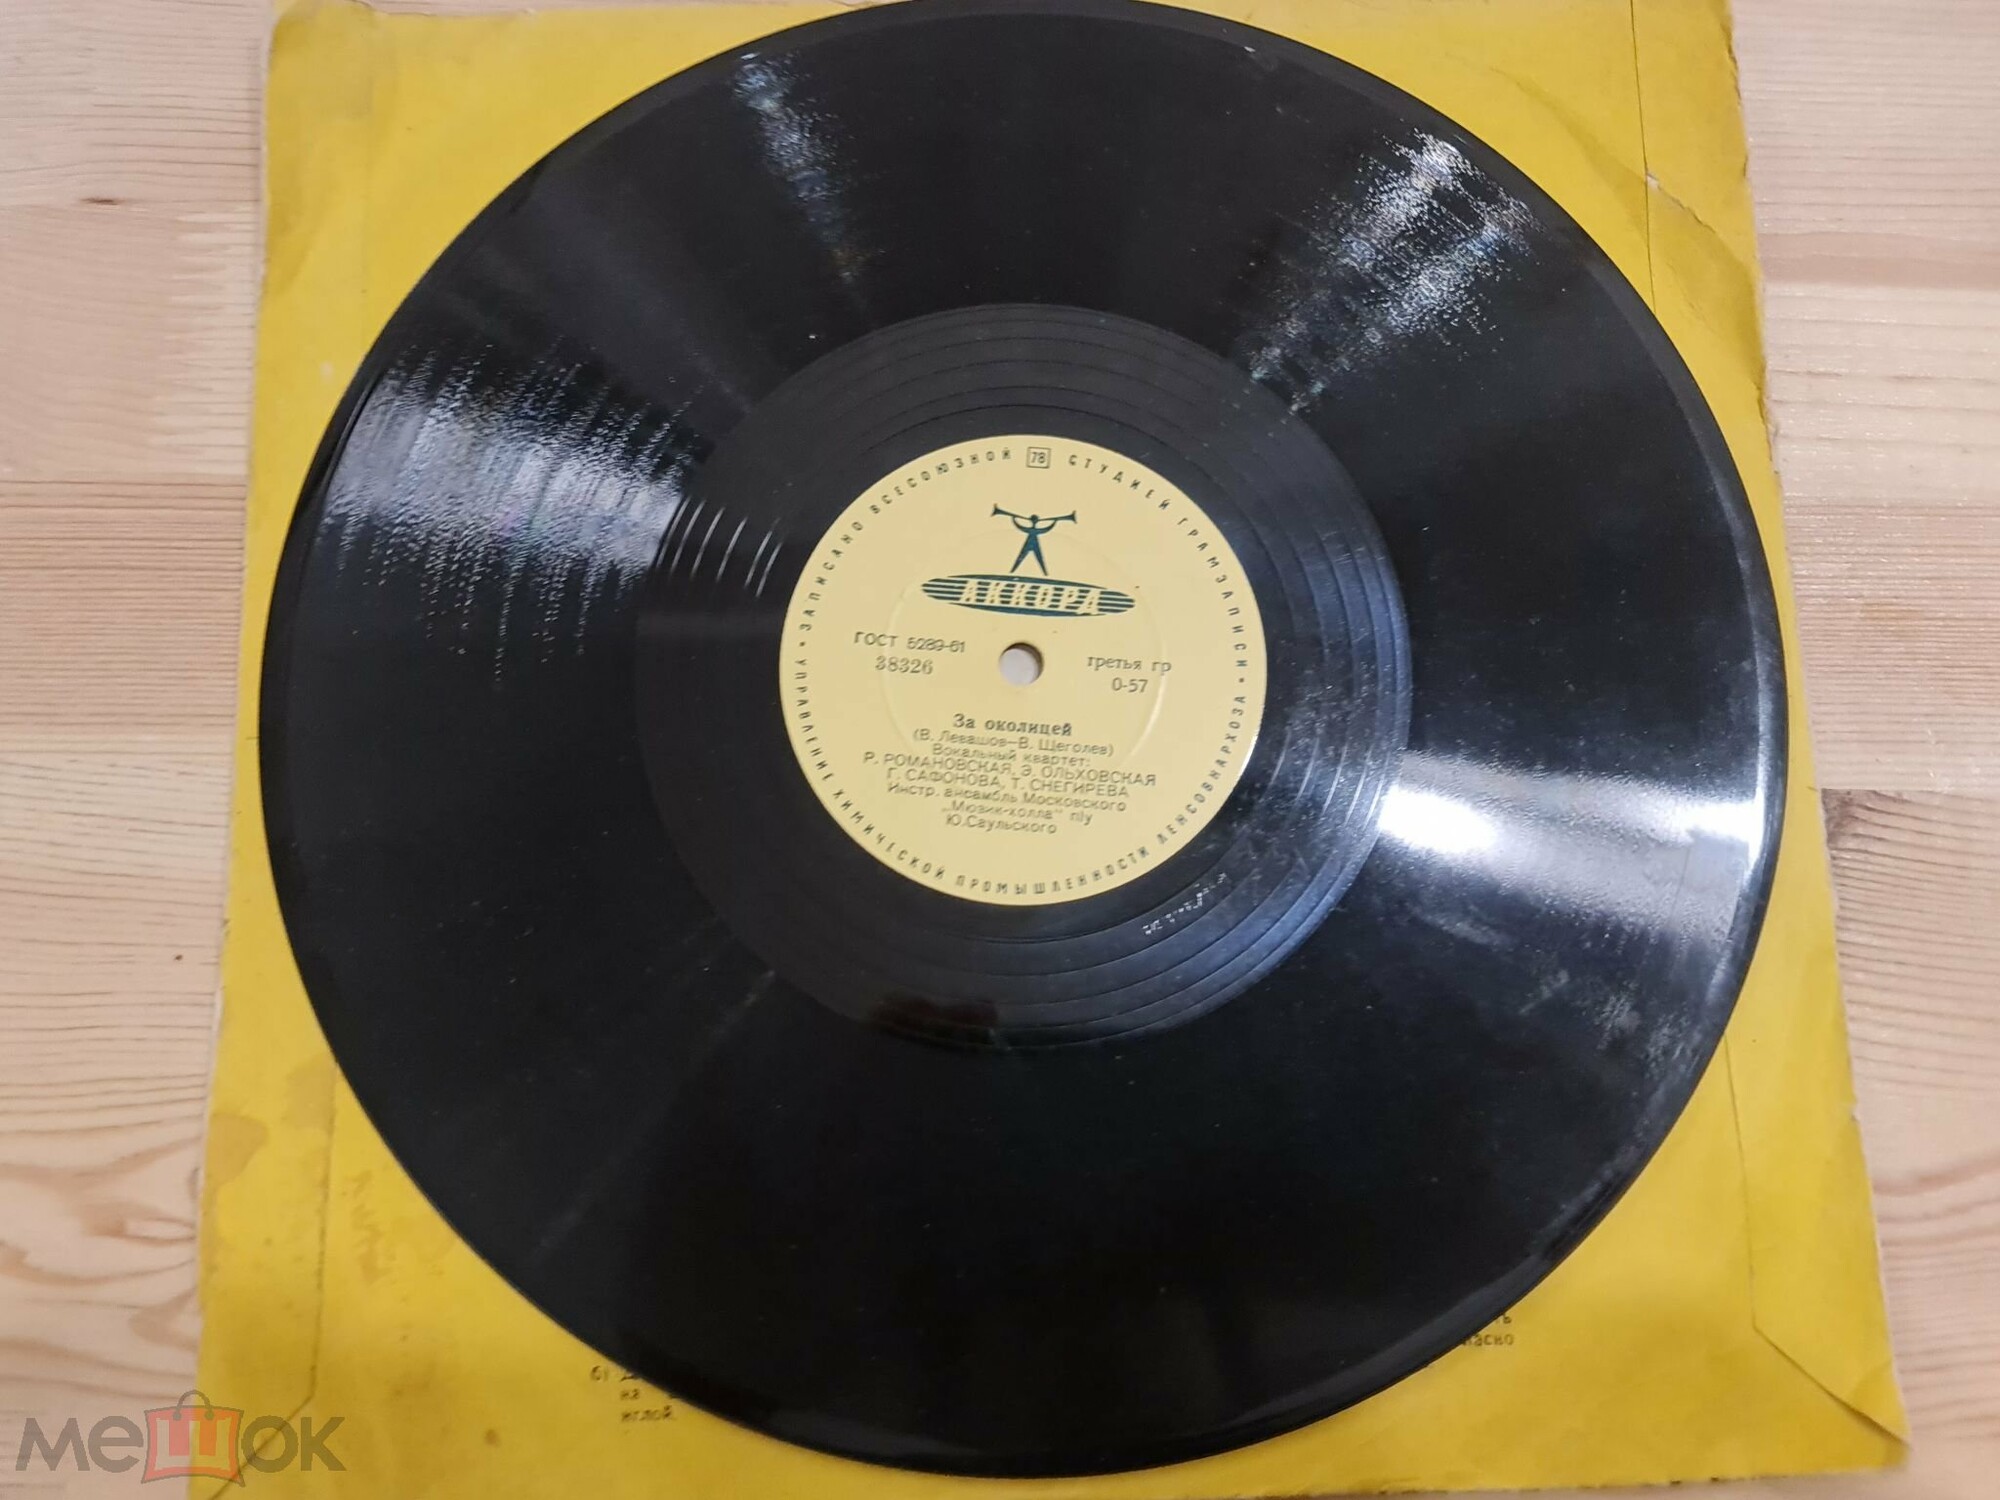 ЗАПИСАНО ВСЕСОЮЗНОЙ 78 СТУДИЕЙ ГРАМЗАПИСИ
АККОРД
ГОСТ 5289-61
38326
третья гр
0-57
За околицей
(В. Левашов—В. Щеголев)
Вокальный квартет:
Р. РОМАНОВСКАЯ, Э. ОЛЬХОВСКАЯ
Г. САФОНОВА, Т. СНЕГИРЕВА
Инстр. ансамбль Московского
„Мюзик-холла" п/у
Ю.Саульского
УПРАВЛЕНИЕ ХИМИЧЕСКОЙ ПРОМЫШЛЕННОСТИ ЛЕНСОВНАРХОЗА
на
иглой.
мешок